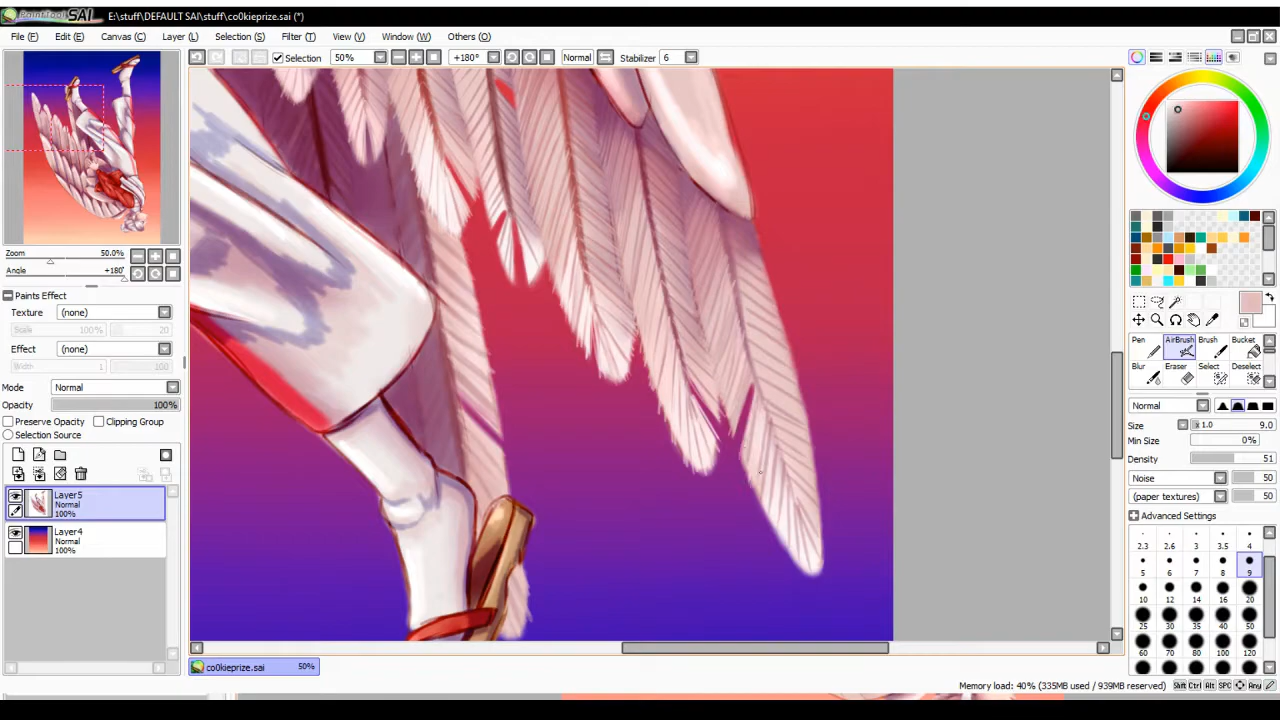 PaintTool SAI E:\stuff\DEFAULT SAI\stuff\co0kieprize.sai (*)
File (F) Edit (E) Canvas (C) Layer (L) Selection (S) Filter (T) View (V) Window (W) Others (O)
Selection 50% +180° Normal Stabilizer 6
Zoom 50.0%
Angle +180°
Paints Effect
Texture (none)
Scale 100% 20
Effect (none)
Width 1 100
Mode Normal
Opacity 100%
Preserve Opacity Clipping Group
Selection Source
Layer5
Normal
100%
Layer4
Normal
100%
Pen AirBrush Brush Bucket
Blur Eraser Select Deselect
Normal
Size x 1.0 9.0
Min Size 0%
Density 51
Noise 50
(paper textures) 50
Advanced Settings
2.3 2.6 3 3.5 4
5 6 7 8 9
10 12 14 16 20
25 30 35 40 50
60 70 80 100 120
co0kieprize.sai 50%
Memory load: 40% (335MB used / 939MB reserved) Shift Ctrl Alt SPC Any